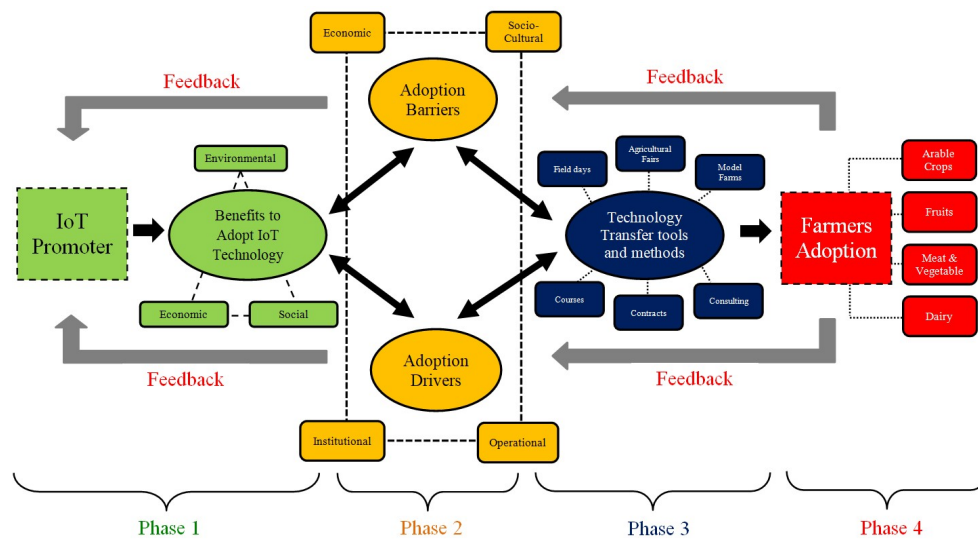 Economic
Socio-
Cultural
Feedback
Adoption
Barriers
Feedback
Environmental
Field days
Agricultural
Fairs
Model
Farms
Arable
Crops
IoT
Promoter
Benefits to
Adopt IoT
Technology
Technology
Transfer tools
and methods
Farmers
Adoption
Fruits
Meat &
Vegetable
Economic
Social
Courses
Contracts
Consulting
Dairy
Feedback
Adoption
Drivers
Feedback
Institutional
Operational
Phase 1
Phase 2
Phase 3
Phase 4